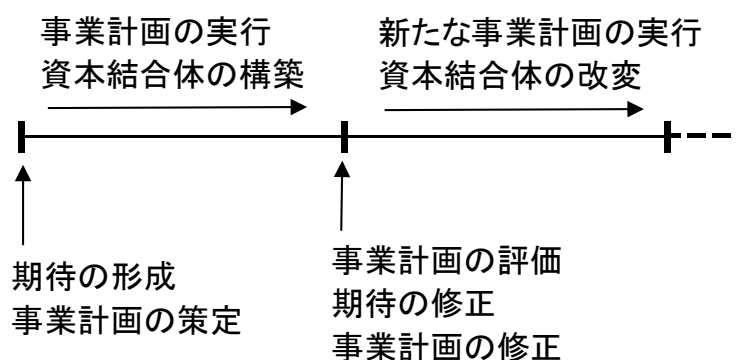 事業計画の実行
資本結合体の構築
新たな事業計画の実行
資本結合体の改変
期待の形成
事業計画の策定
事業計画の評価
期待の修正
事業計画の修正